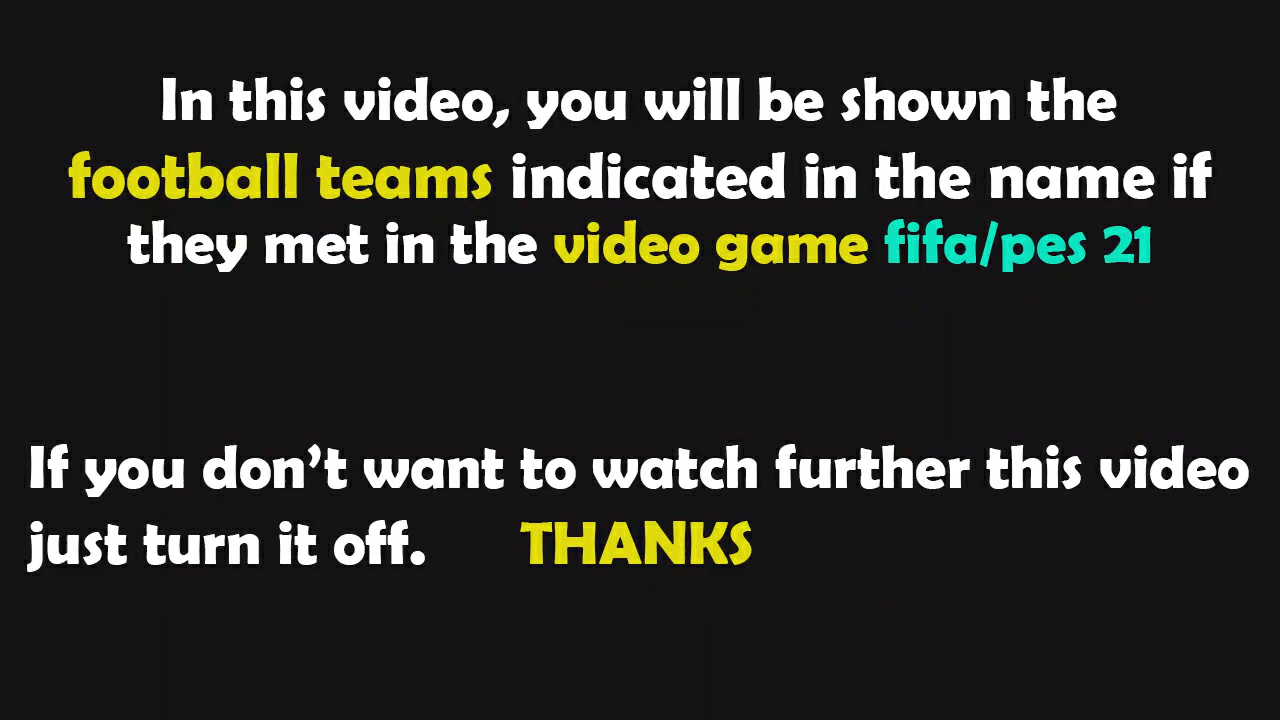 In this video, you will be shown the
football teams indicated in the name if
they met in the video game fifa/pes 21
If you don't want to watch further this video
just turn it off. THANKS